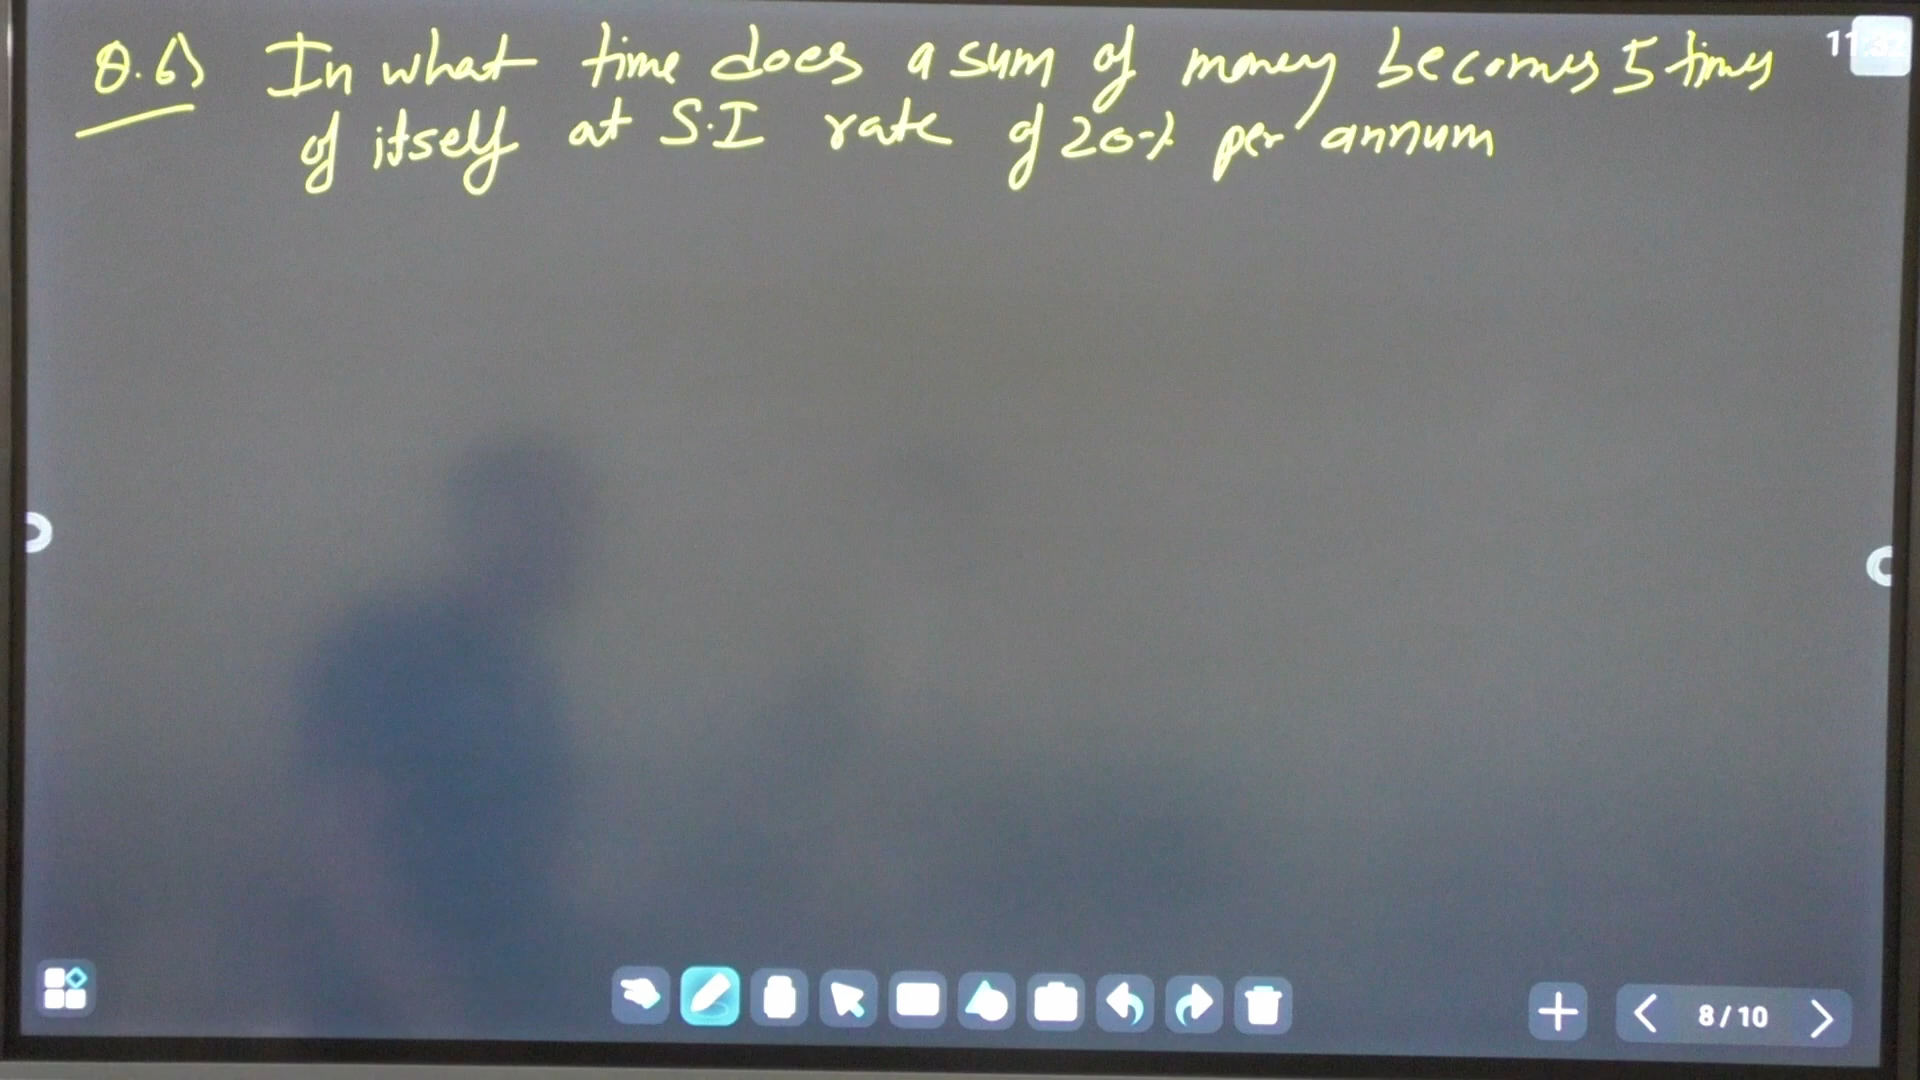 Q.6) In what time does a sum of money becomes 5 times
of itself at S.I rate of 20% per annum
8/10